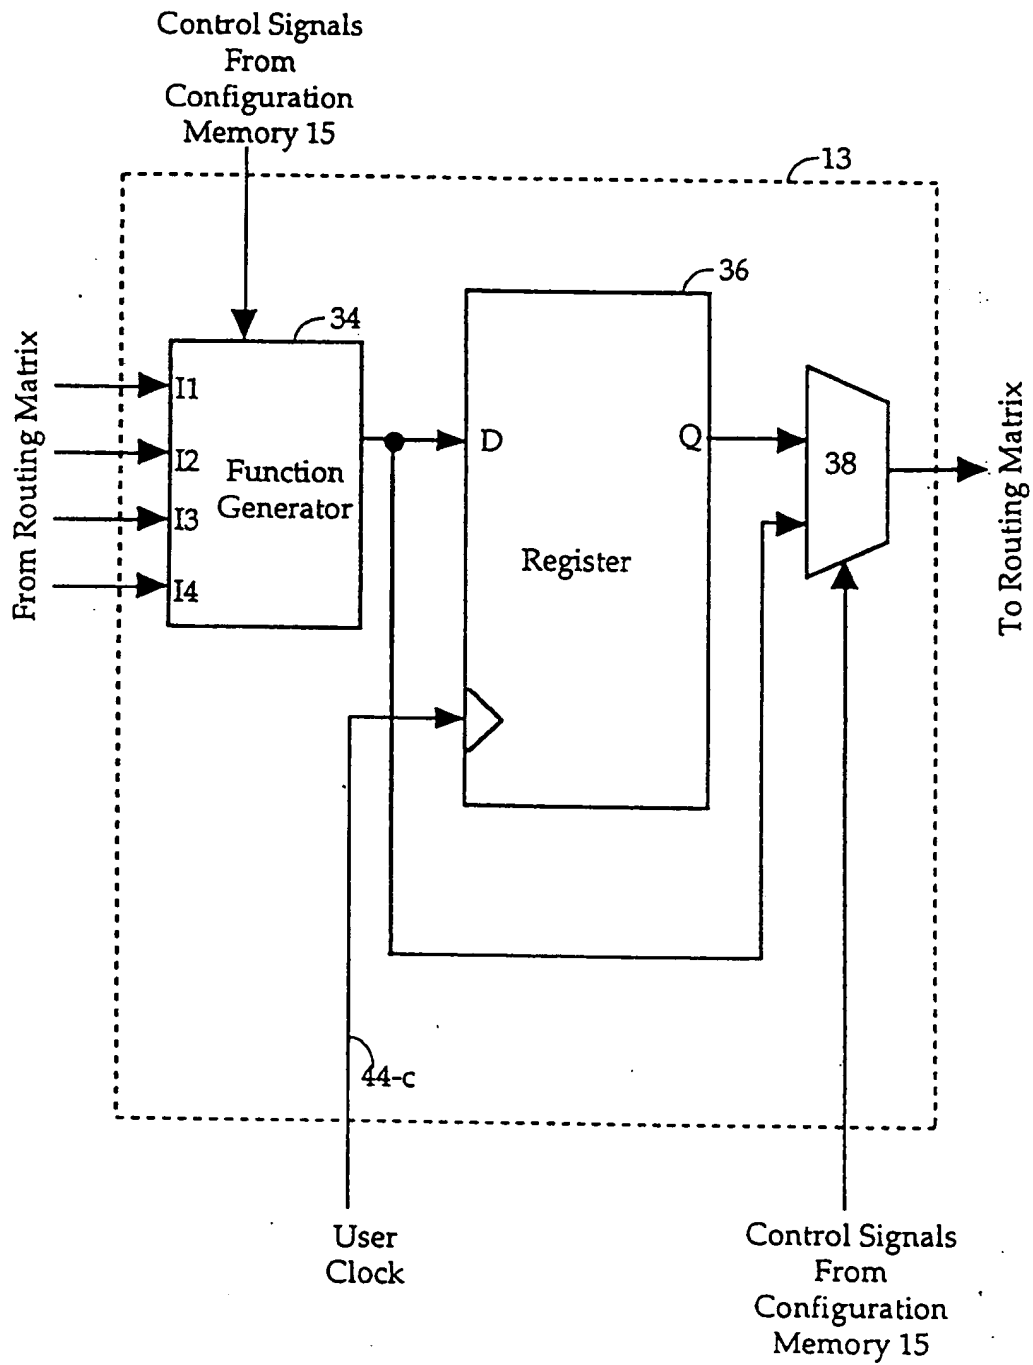 Control Signals
From
Configuration
Memory 15
13
36
34
From Routing Matrix
I1
I2
I3
I4
Function
Generator
D
Q
Register
38
To Routing Matrix
44-c
User
Clock
Control Signals
From
Configuration
Memory 15